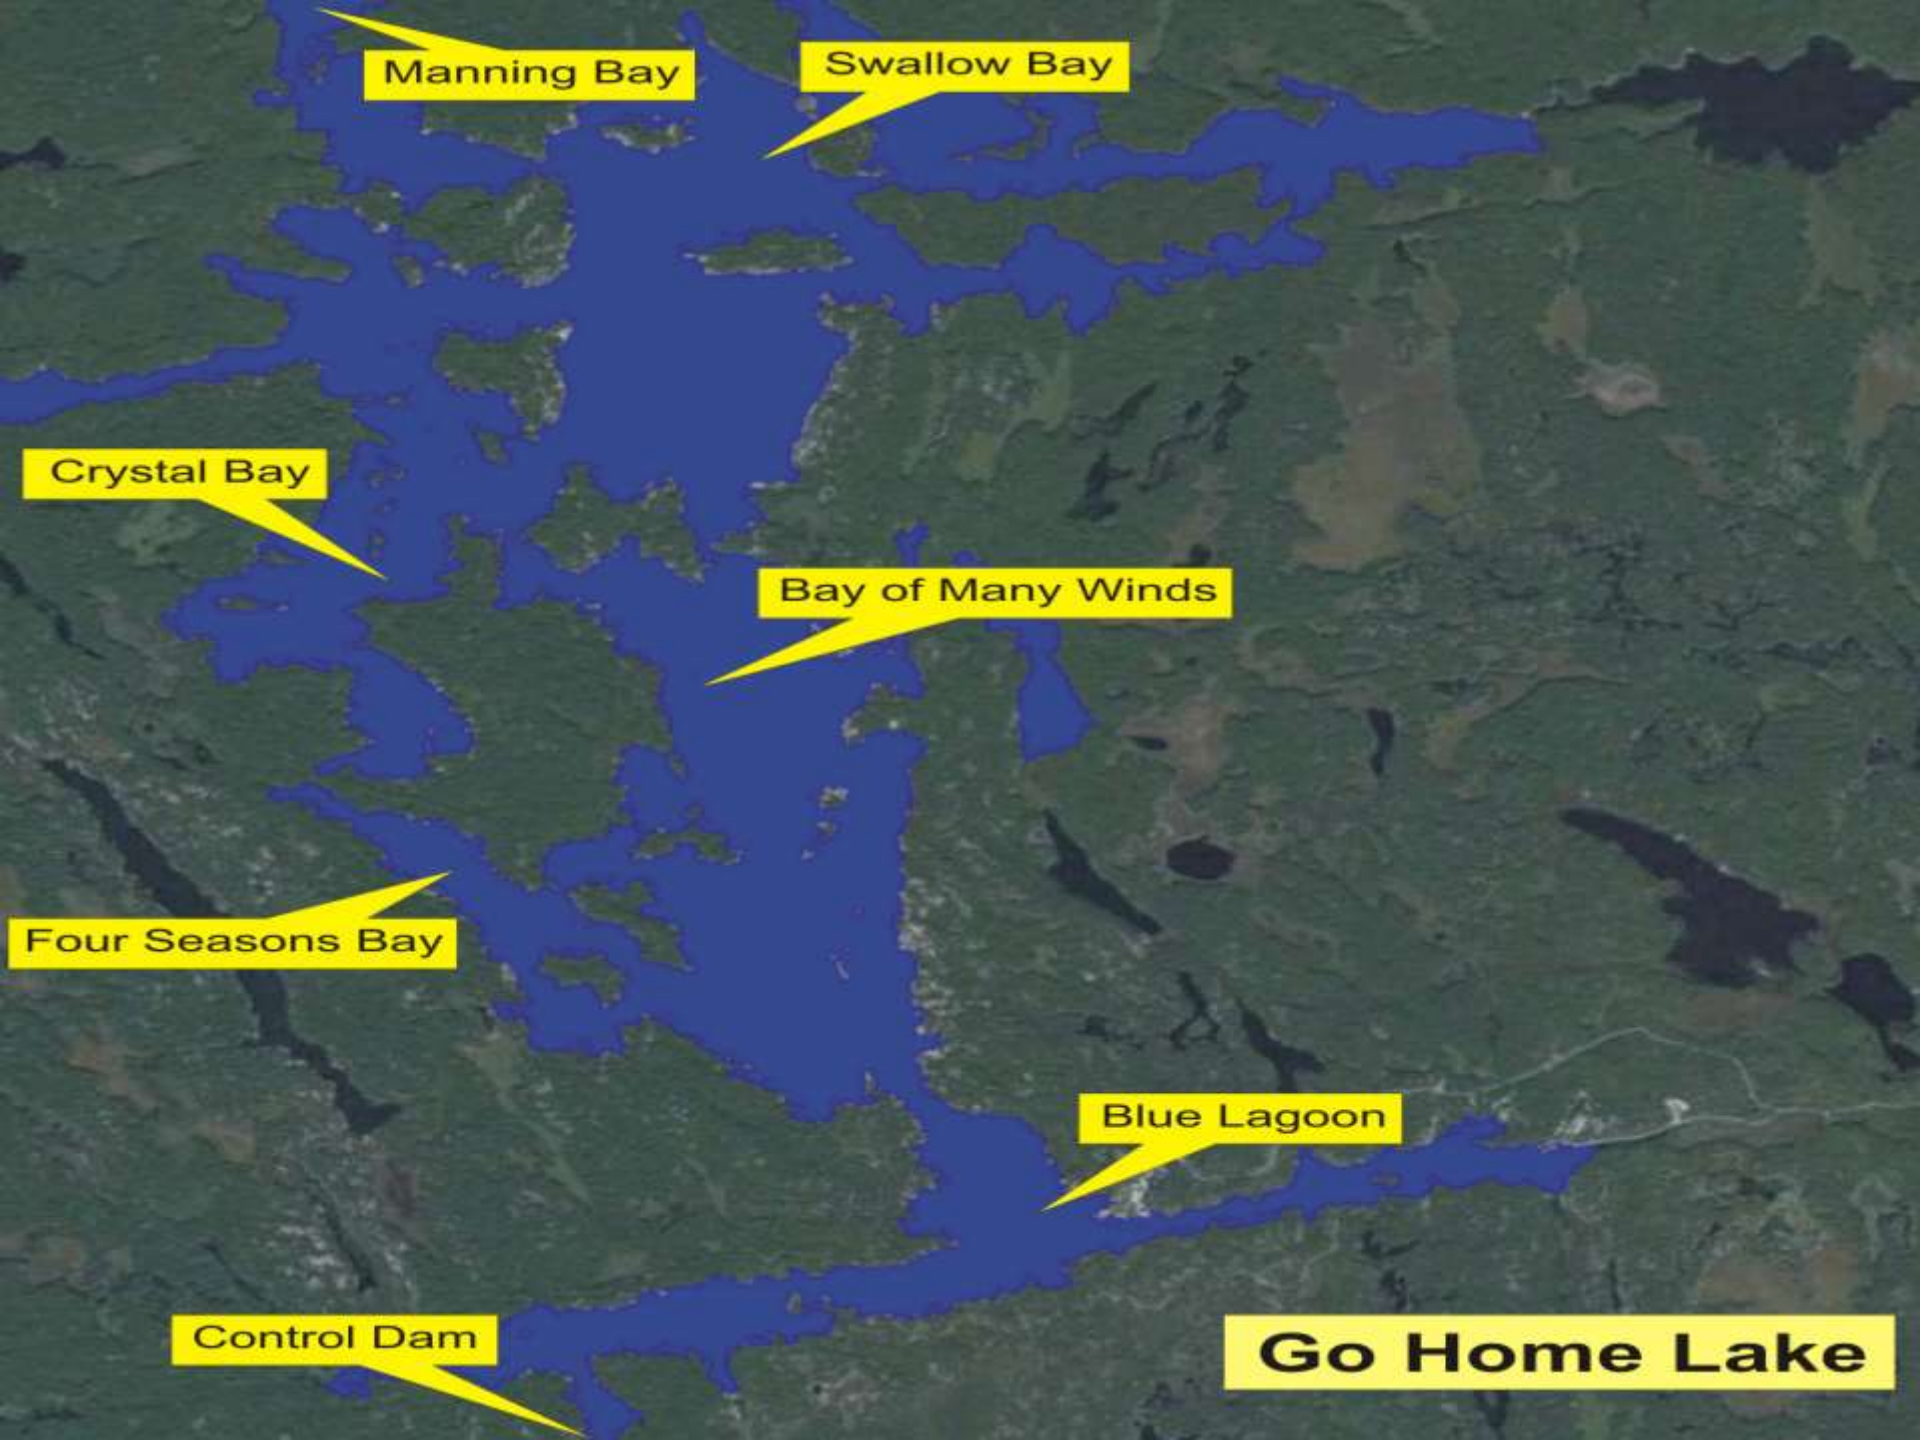 Manning Bay
Swallow Bay
Crystal Bay
Bay of Many Winds
Four Seasons Bay
Blue Lagoon
Control Dam
Go Home Lake